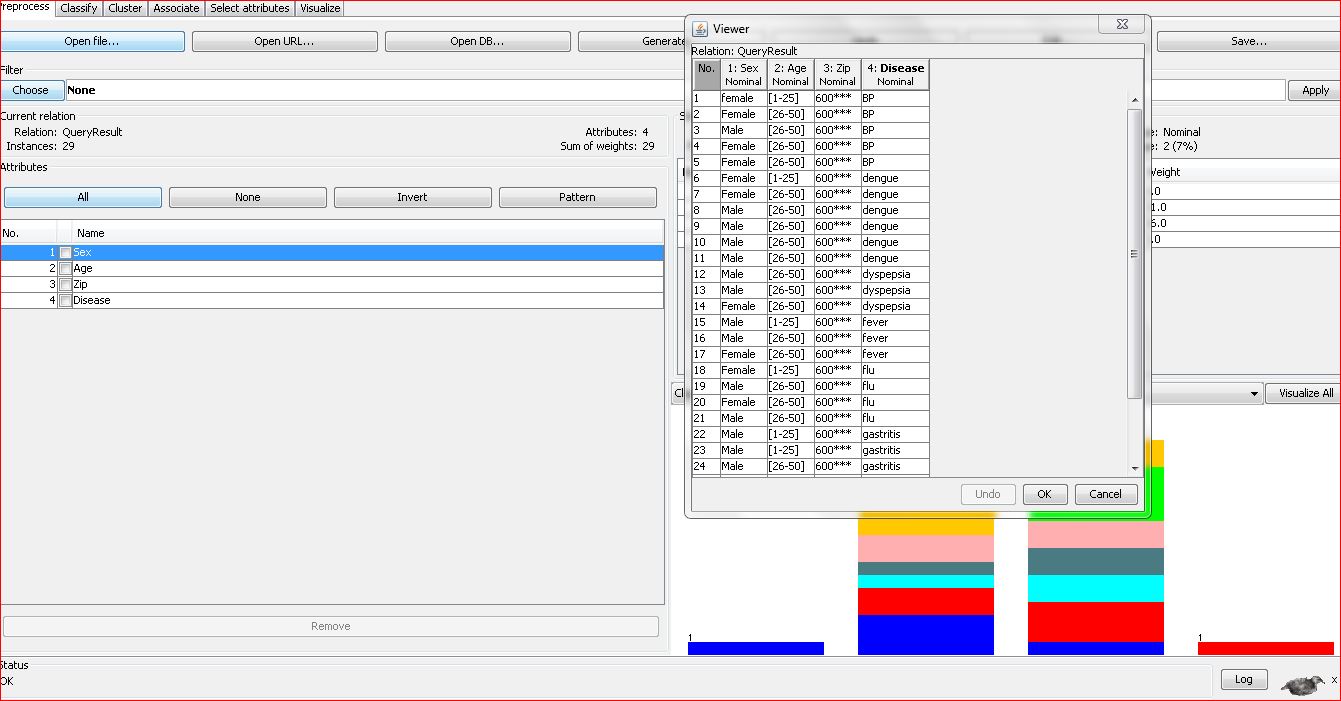 Preprocess Classify Cluster Associate Select attributes Visualize
Open file... Open URL... Open DB... Generate Save...
Filter
Choose None Apply
Current relation
Relation: QueryResult Attributes: 4
Instances: 29 Sum of weights: 29
Attributes
All None Invert Pattern
No. Name
1 Sex
2 Age
3 Zip
4 Disease
Remove
Viewer
Relation: QueryResult
No. 1: Sex 2: Age 3: Zip 4: Disease
Nominal Nominal Nominal Nominal
1 female [1-25] 600*** BP
2 Female [26-50] 600*** BP
3 Male [26-50] 600*** BP
4 Female [26-50] 600*** BP
5 Female [26-50] 600*** BP
6 Female [1-25] 600*** dengue
7 Female [26-50] 600*** dengue
8 Male [26-50] 600*** dengue
9 Male [26-50] 600*** dengue
10 Male [26-50] 600*** dengue
11 Male [26-50] 600*** dengue
12 Male [26-50] 600*** dyspepsia
13 Male [26-50] 600*** dyspepsia
14 Female [26-50] 600*** dyspepsia
15 Male [1-25] 600*** fever
16 Male [26-50] 600*** fever
17 Female [26-50] 600*** fever
18 Female [1-25] 600*** flu
19 Male [26-50] 600*** flu
20 Female [26-50] 600*** flu
21 Male [26-50] 600*** flu
22 Male [1-25] 600*** gastritis
23 Male [1-25] 600*** gastritis
24 Male [26-50] 600*** gastritis
Undo OK Cancel
e: Nominal
e: 2 (7%)
Weight
.0
1.0
6.0
.0
Visualize All
1 1
Status
OK
Log x